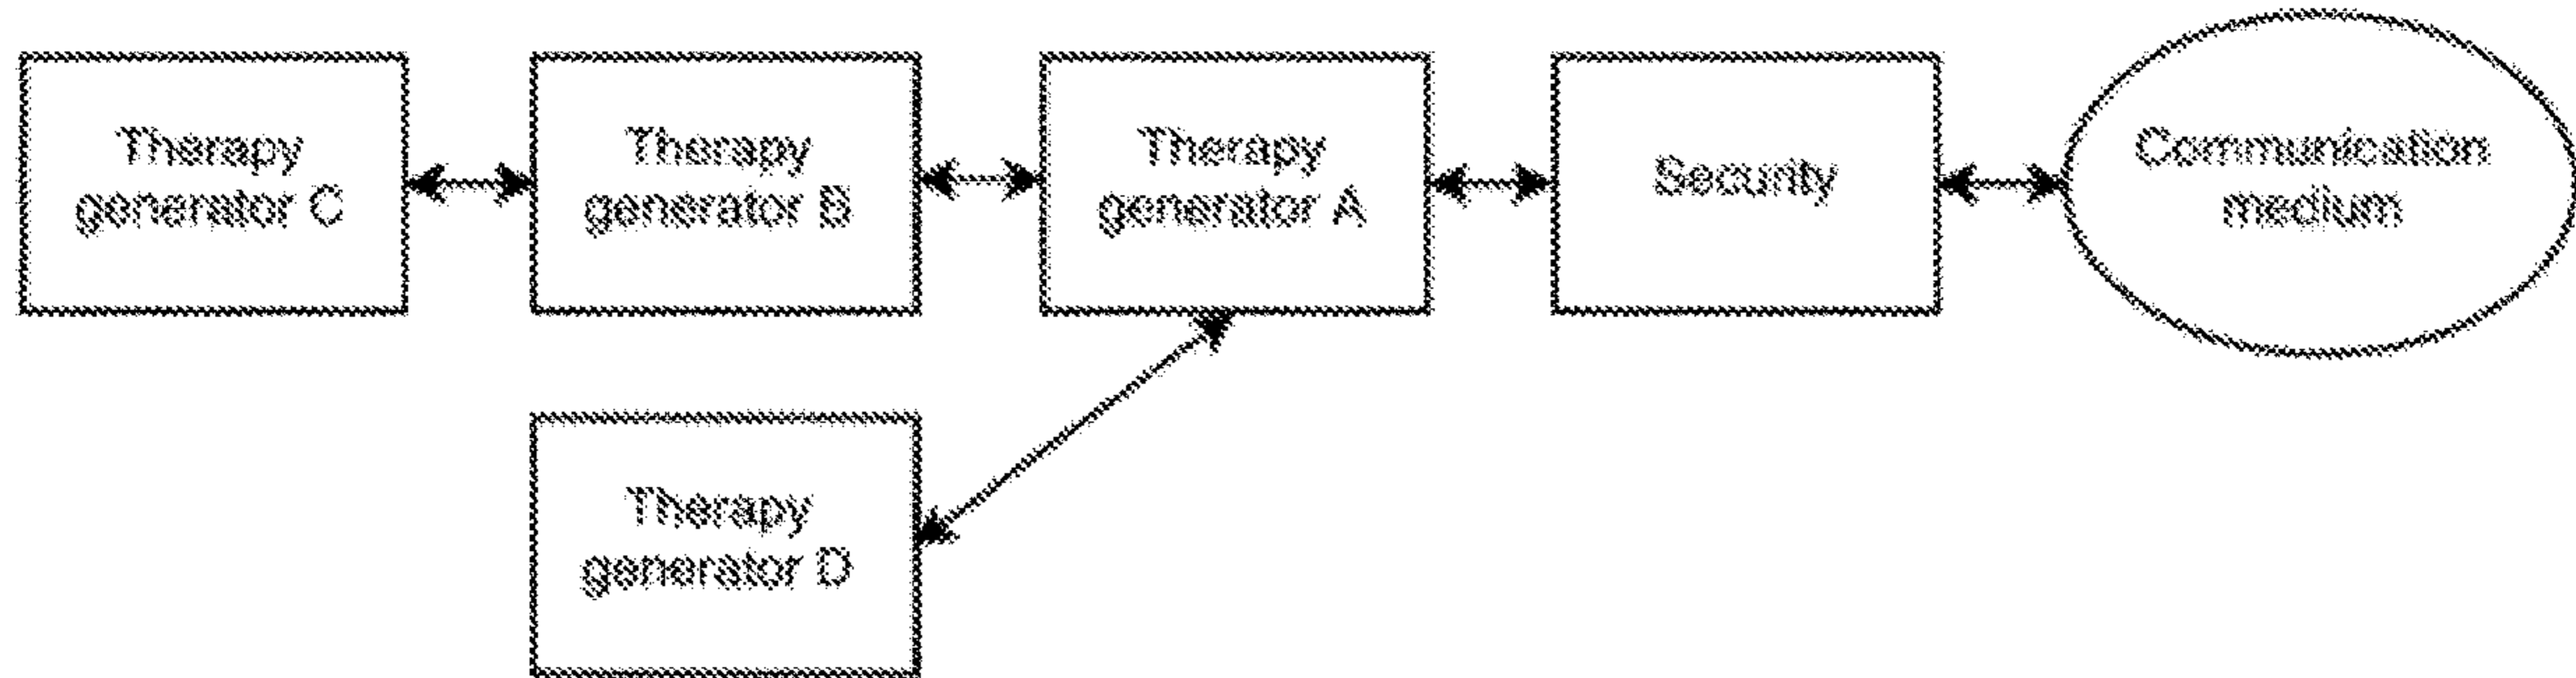 Therapy
generator C
Therapy
generator B
Therapy
generator A
Security
Communication
medium
Therapy
generator D